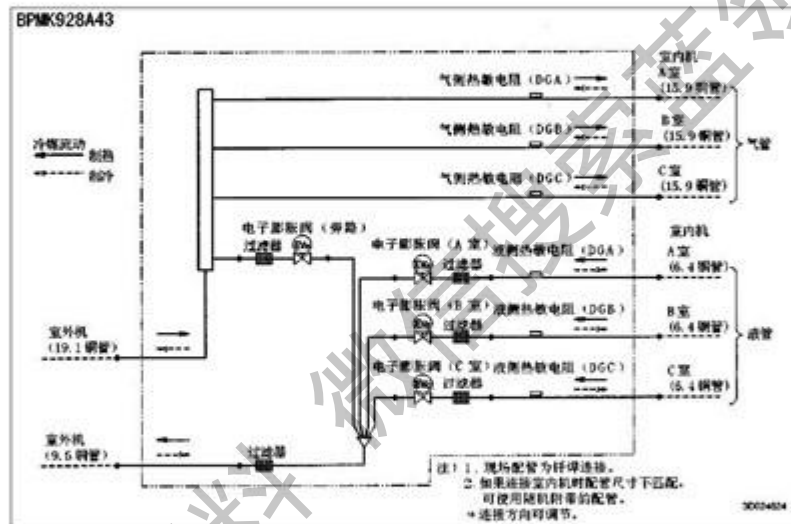 BPMK928A43
室内机
A室
(15.9铜管)
气侧热敏电阻（DGA）
B室
(15.9铜管)
气管
气侧热敏电阻（DGB）
C室
(15.9铜管)
气侧热敏电阻（DGC）
冷媒流动
制热
制冷
电子膨胀阀（旁路）
过滤器
室内机
A室
(6.4铜管)
电子膨胀阀（A室）液侧热敏电阻（DGA）
过滤器
B室
(6.4铜管)
液管
电子膨胀阀（B室）液侧热敏电阻（DGB）
过滤器
C室
(6.4铜管)
电子膨胀阀（C室）液侧热敏电阻（DGC）
过滤器
室外机
(19.1铜管)
室外机
(9.5铜管)
过滤器
注）1. 现场配管为钎焊连接。
2. 如果连接室内机时配管尺寸不匹配，
可使用随机附带的配管。
*连接方向可调节。
3D024624
料 微信搜索蓝领